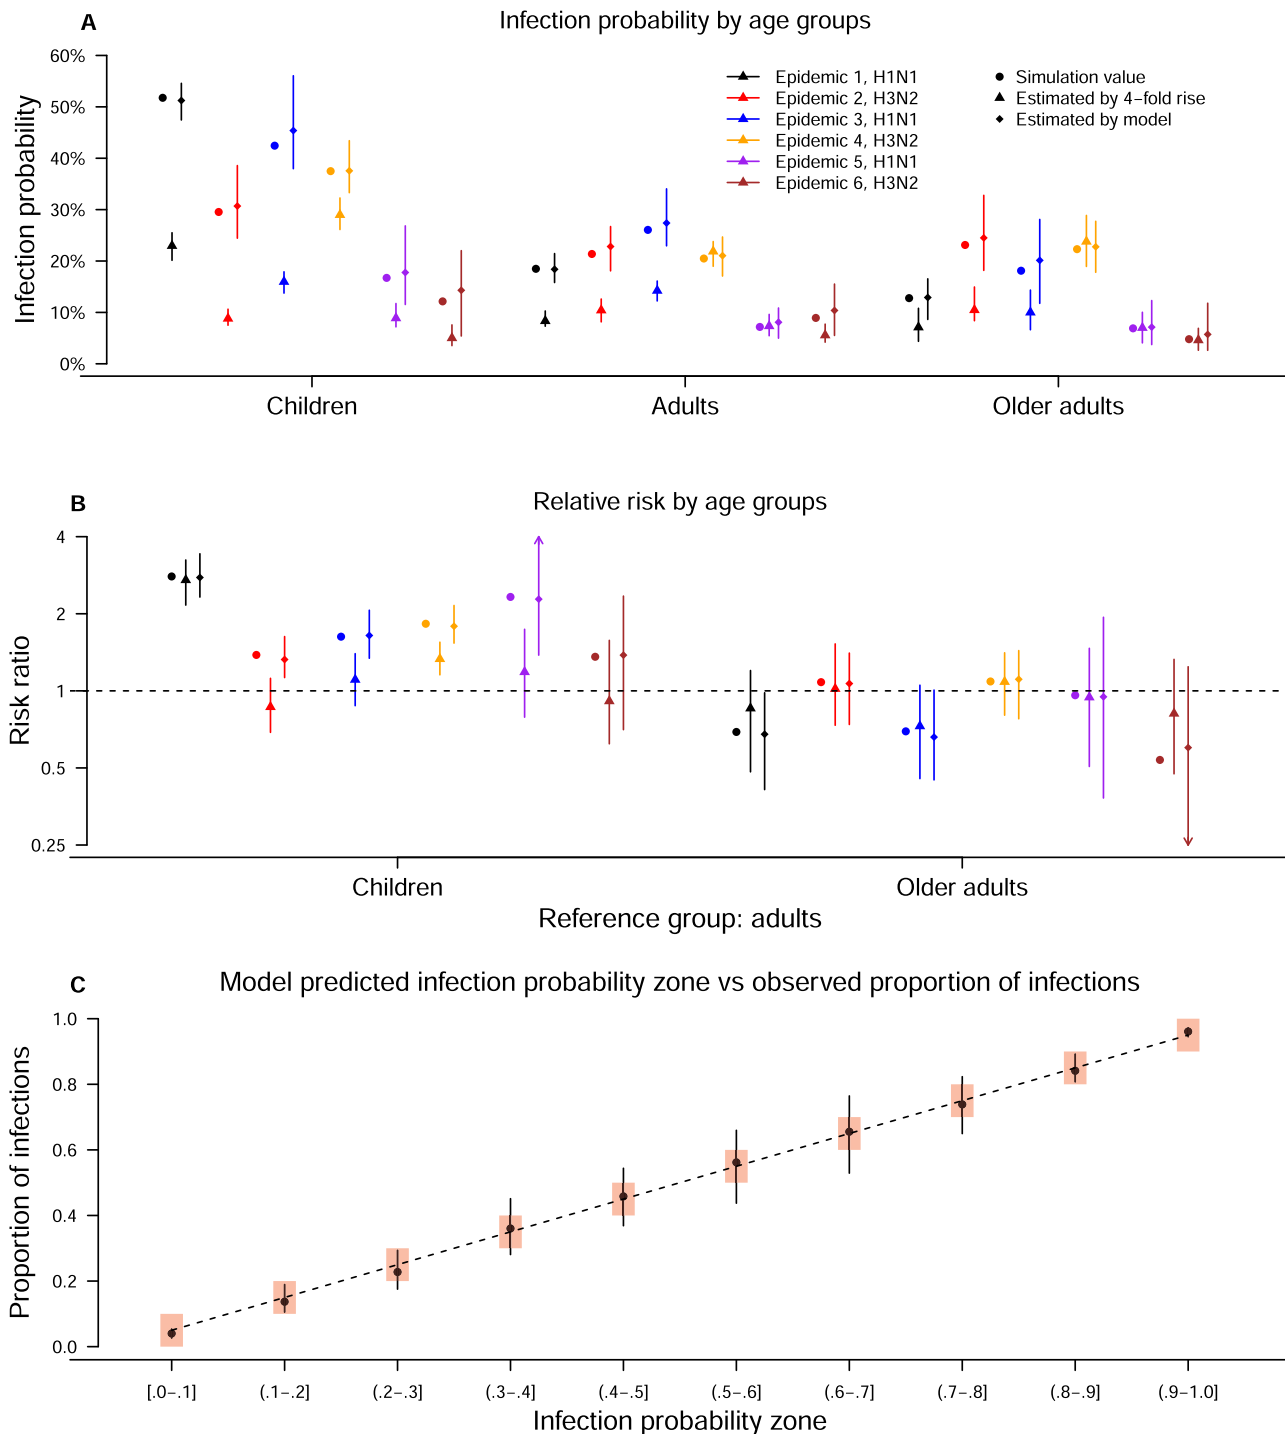 A
Infection probability by age groups
60%
50%
40%
30%
20%
10%
0%
Infection probability
Epidemic 1, H1N1
Epidemic 2, H3N2
Epidemic 3, H1N1
Epidemic 4, H3N2
Epidemic 5, H1N1
Epidemic 6, H3N2
Simulation value
Estimated by 4−fold rise
Estimated by model
Children
Adults
Older adults
B
Relative risk by age groups
4
2
1
0.5
0.25
Risk ratio
Children
Older adults
Reference group: adults
C
Model predicted infection probability zone vs observed proportion of infections
1.0
0.8
0.6
0.4
0.2
0.0
Proportion of infections
[.0−.1]
(.1−.2]
(.2−.3]
(.3−.4]
(.4−.5]
(.5−.6]
(.6−.7]
(.7−.8]
(.8−.9]
(.9−1.0]
Infection probability zone